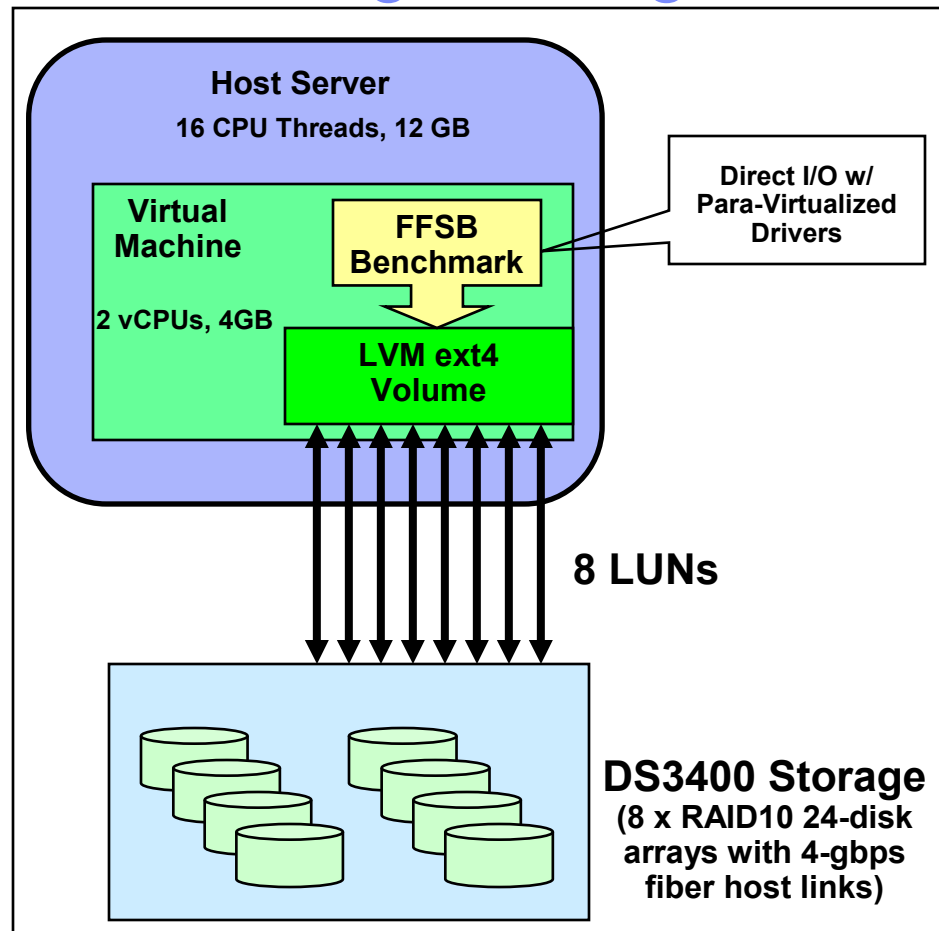 Host Server
16 CPU Threads, 12 GB
Virtual
Machine
2 vCPUs, 4GB
FFSB
Benchmark
Direct I/O w/
Para-Virtualized
Drivers
LVM ext4
Volume
8 LUNs
DS3400 Storage
(8 x RAID10 24-disk
arrays with 4-gbps
fiber host links)